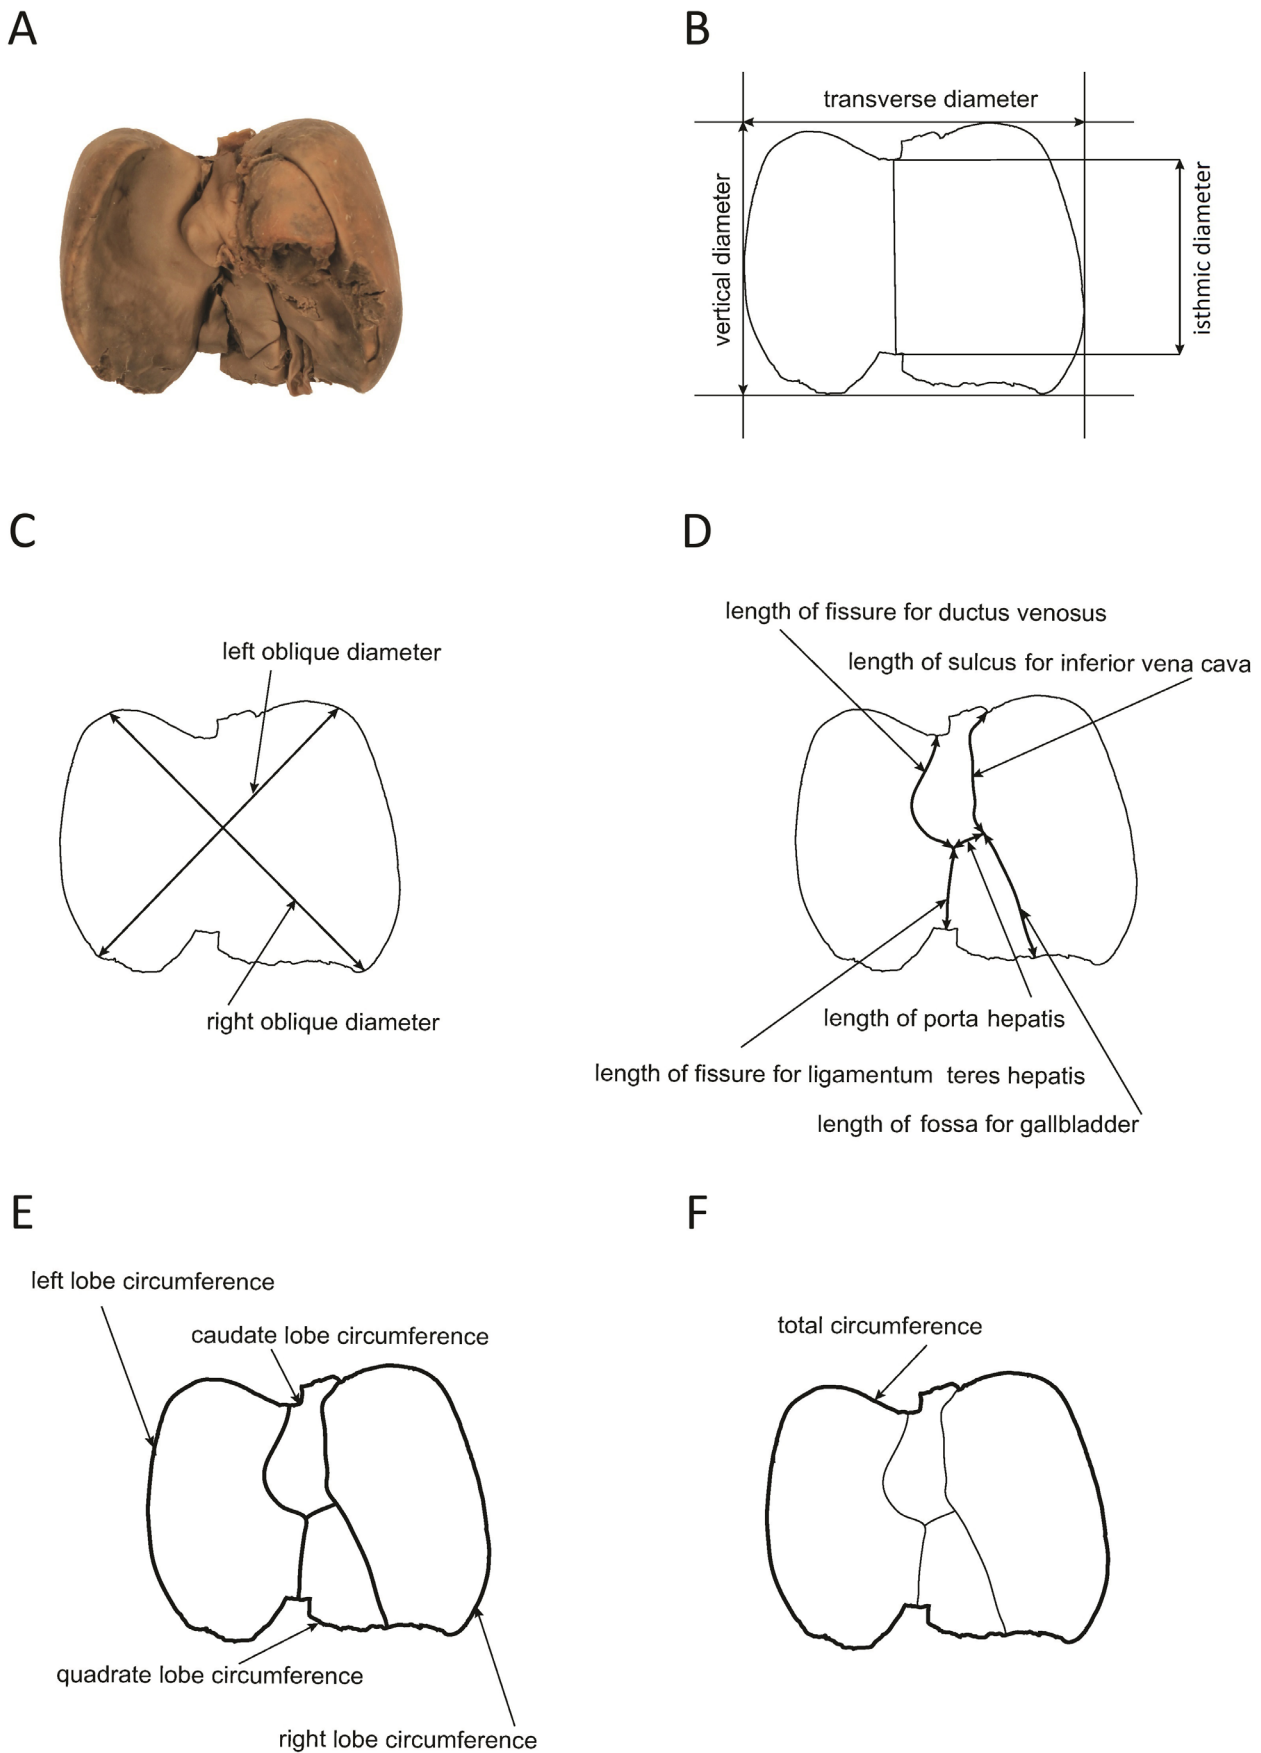 A
B
transverse diameter
vertical diameter
isthmic diameter
C
D
length of fissure for ductus venosus
left oblique diameter
length of sulcus for inferior vena cava
right oblique diameter
length of porta hepatis
length of fissure for ligamentum teres hepatis
length of fossa for gallbladder
E
F
left lobe circumference
caudate lobe circumference
total circumference
quadrate lobe circumference
right lobe circumference